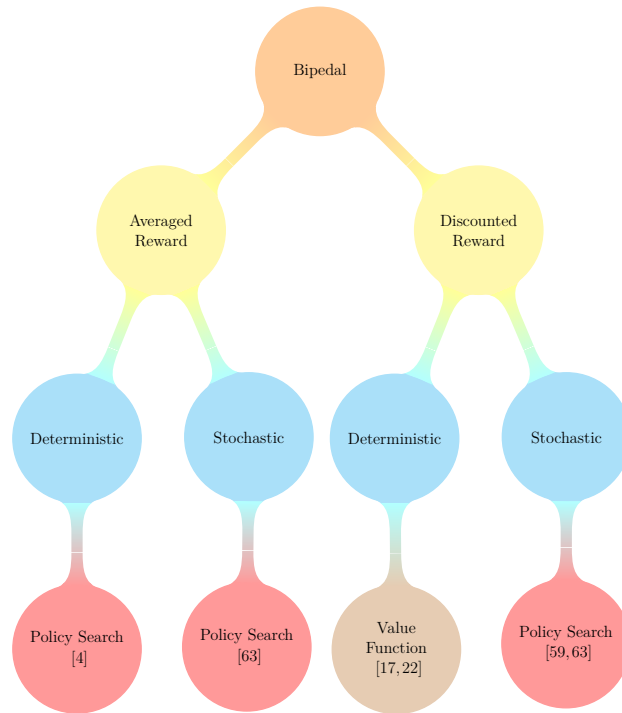 Bipedal
Averaged
Reward
Discounted
Reward
Deterministic
Stochastic
Deterministic
Stochastic
Policy Search
[4]
Policy Search
[63]
Value
Function
[17, 22]
Policy Search
[59, 63]